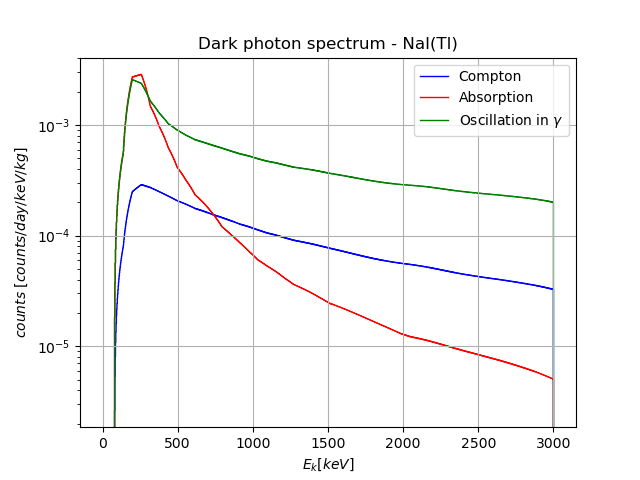 Dark photon spectrum - NaI(Tl)
Compton
Absorption
Oscillation in γ
10⁻³
10⁻⁴
10⁻⁵
counts [counts/day/keV/kg]
0 500 1000 1500 2000 2500 3000
Eₖ[keV]